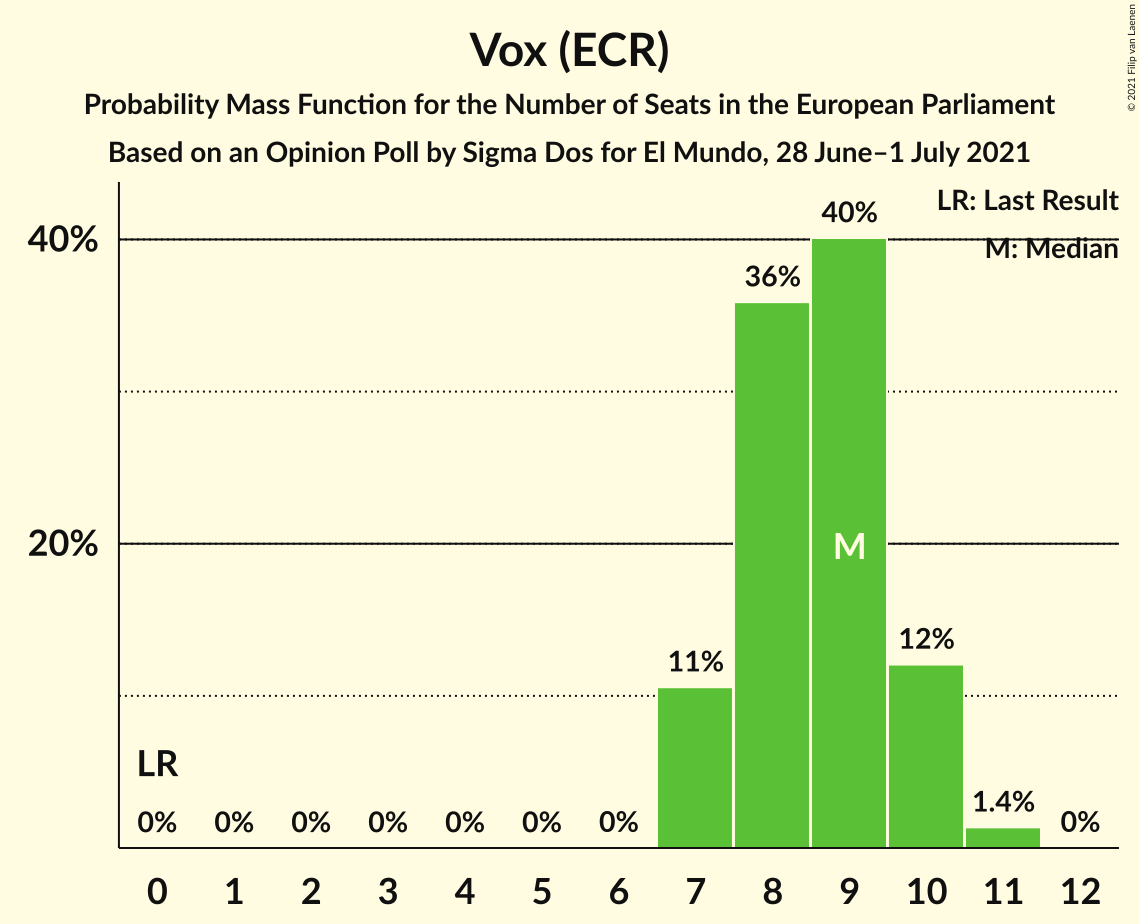 Vox (ECR)
Probability Mass Function for the Number of Seats in the European Parliament
Based on an Opinion Poll by Sigma Dos for El Mundo, 28 June–1 July 2021
© 2021 Filip van Laenen
LR: Last Result
M: Median
40%
20%
40%
36%
M
12%
11%
1.4%
LR
0% 0% 0% 0% 0% 0% 0% 0%
0 1 2 3 4 5 6 7 8 9 10 11 12